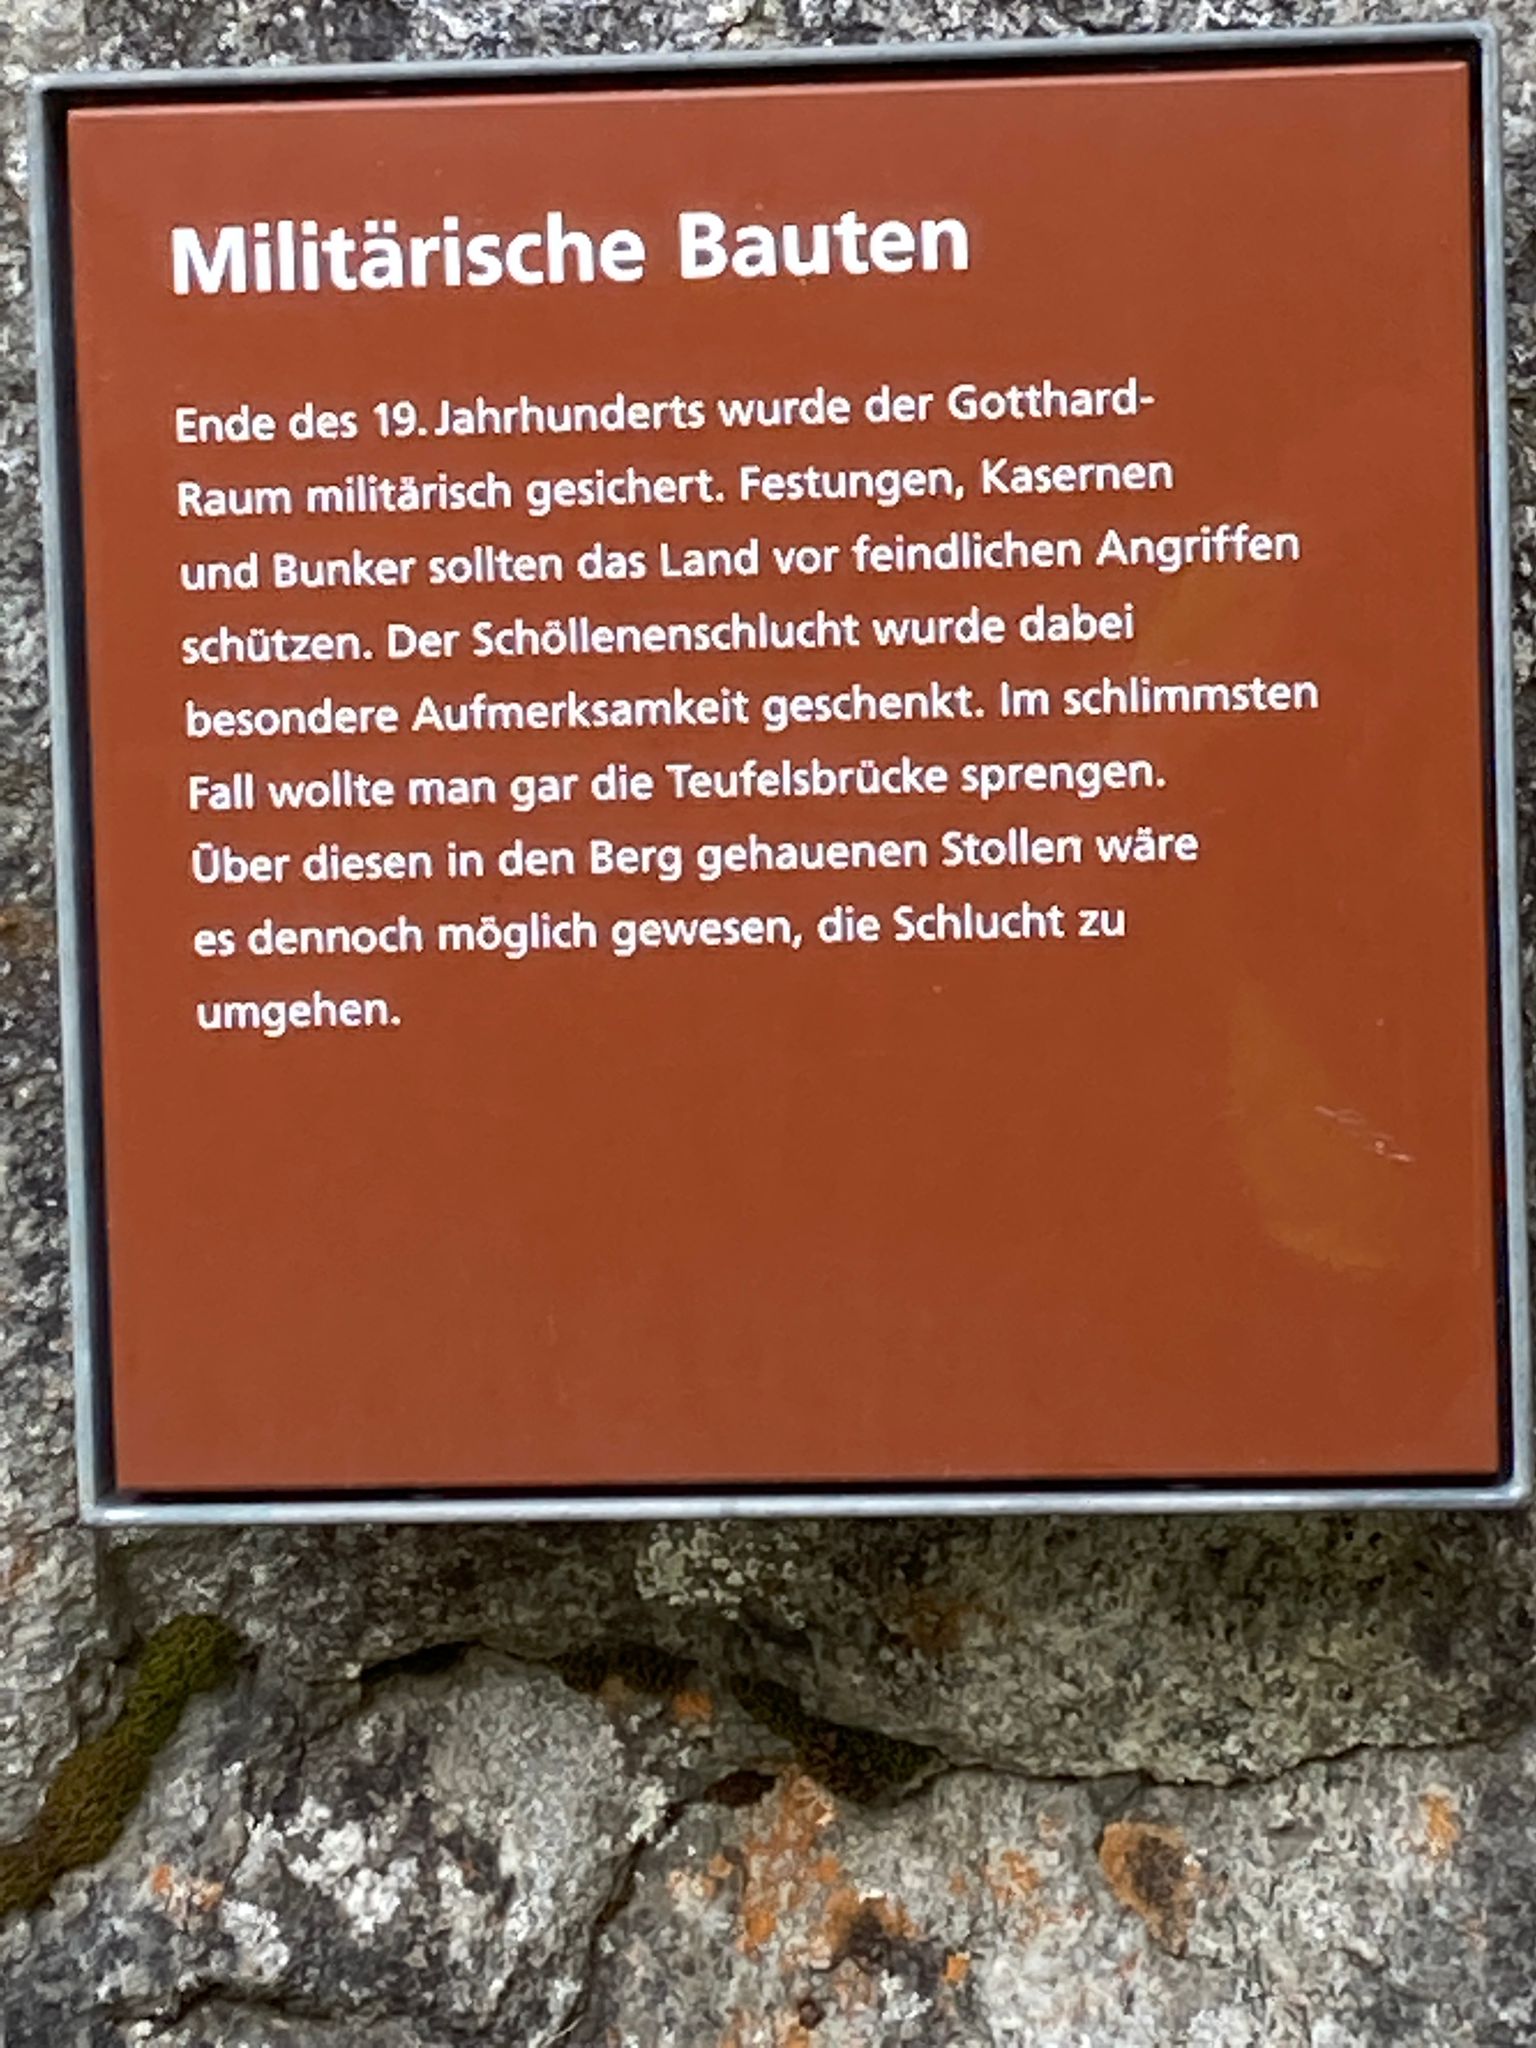 Militärische Bauten
Ende des 19. Jahrhunderts wurde der Gotthard-
Raum militärisch gesichert. Festungen, Kasernen
und Bunker sollten das Land vor feindlichen Angriffen
schützen. Der Schöllenenschlucht wurde dabei
besondere Aufmerksamkeit geschenkt. Im schlimmsten
Fall wollte man gar die Teufelsbrücke sprengen.
Über diesen in den Berg gehauenen Stollen wäre
es dennoch möglich gewesen, die Schlucht zu
umgehen.